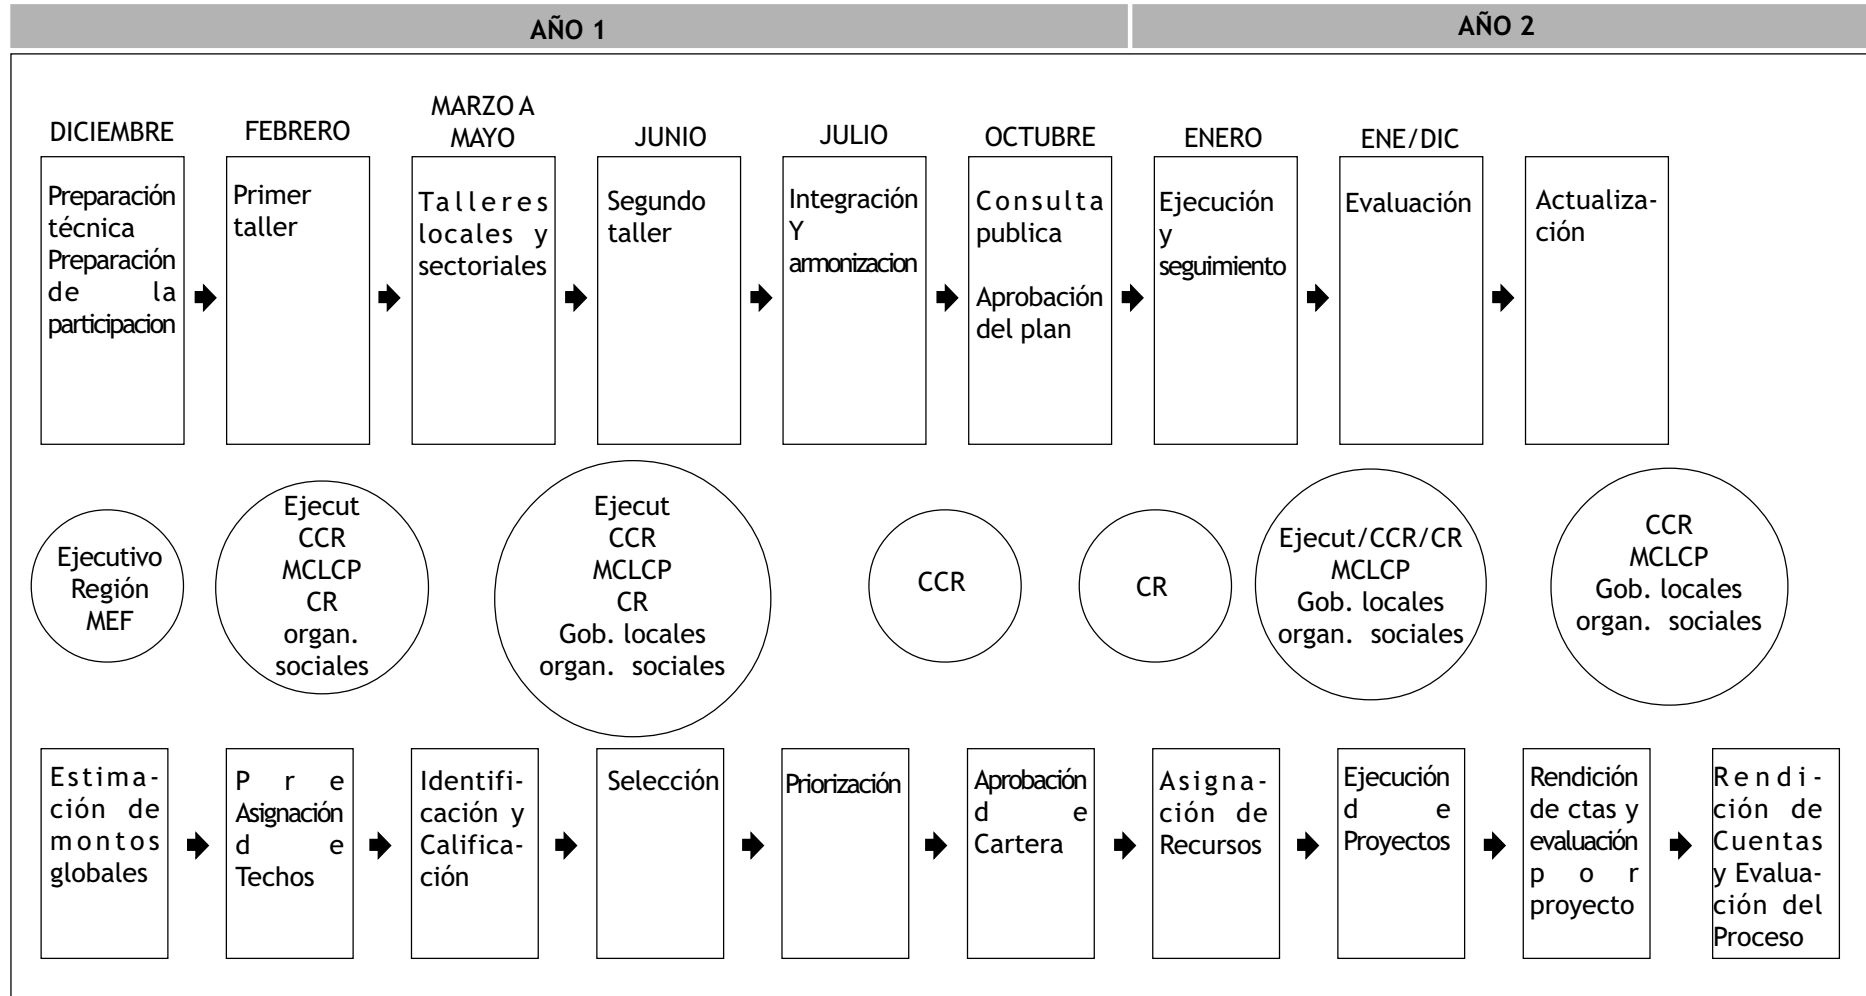 AÑO 1
AÑO 2
DICIEMBRE
FEBRERO
MARZO A
MAYO
JUNIO
JULIO
OCTUBRE
ENERO
ENE/DIC
Preparación
técnica
Preparación
de la
participacion
Primer
taller
Talleres
locales y
sectoriales
Segundo
taller
Integración
Y
armonizacion
Consulta
publica
Aprobación
del plan
Ejecución
y
seguimiento
Evaluación
Actualiza-
ción
Ejecutivo
Región
MEF
Ejecut
CCR
MCLCP
CR
organ.
sociales
Ejecut
CCR
MCLCP
CR
Gob. locales
organ. sociales
CCR
CR
Ejecut/CCR/CR
MCLCP
Gob. locales
organ. sociales
CCR
MCLCP
Gob. locales
organ. sociales
Estima-
ción de
montos
globales
Pre
Asignación
de
Techos
Identifi-
cación y
Califica-
ción
Selección
Priorización
Aprobación
de
Cartera
Asigna-
ción de
Recursos
Ejecución
de
Proyectos
Rendición
de ctas y
evaluación
por
proyecto
Rendi-
ción de
Cuentas
y Evalua-
ción del
Proceso